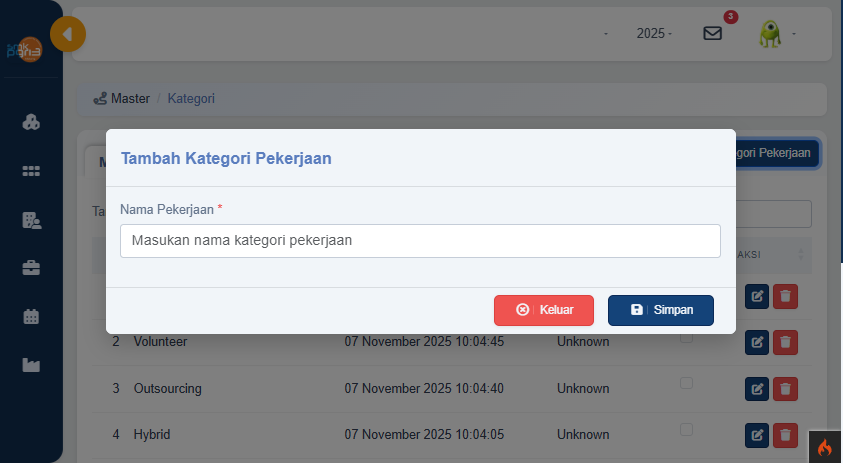 3
2025
Master / Kategori
gori Pekerjaan
Tambah Kategori Pekerjaan
Nama Pekerjaan *
Masukan nama kategori pekerjaan
AKSI
Keluar
Simpan
2 Volunteer 07 November 2025 10:04:45 Unknown
3 Outsourcing 07 November 2025 10:04:40 Unknown
4 Hybrid 07 November 2025 10:04:05 Unknown